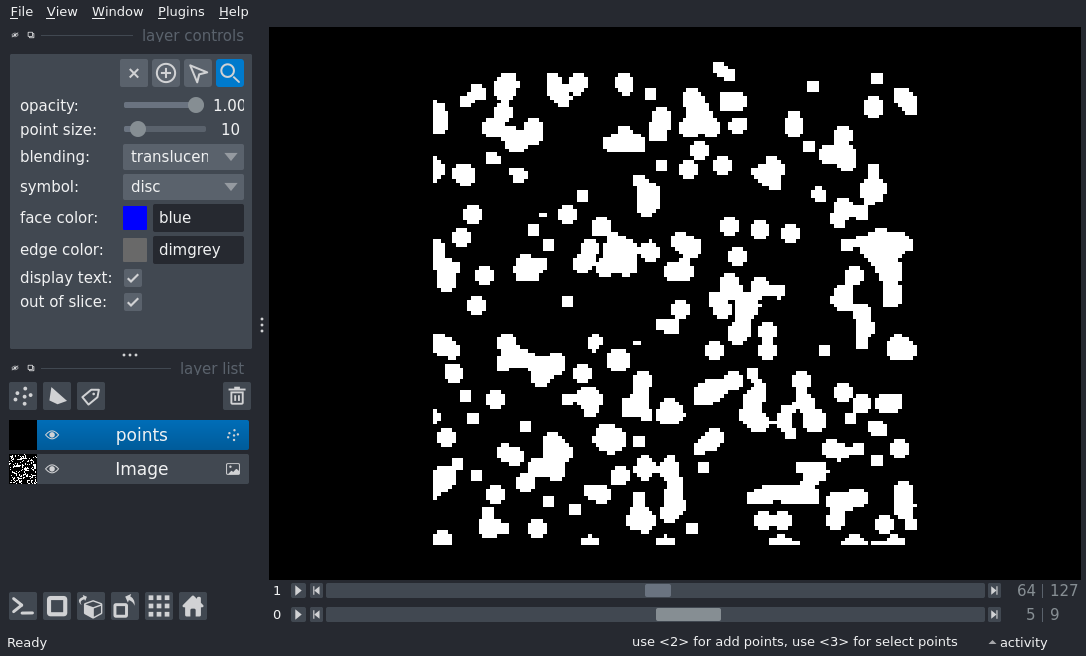 File View Window Plugins Help
layer controls
opacity: 1.00
point size: 10
blending: translucen
symbol: disc
face color: blue
edge color: dimgrey
display text:
out of slice:
layer list
points
Image
1 64 | 127
0 5 | 9
Ready use <2> for add points, use <3> for select points activity